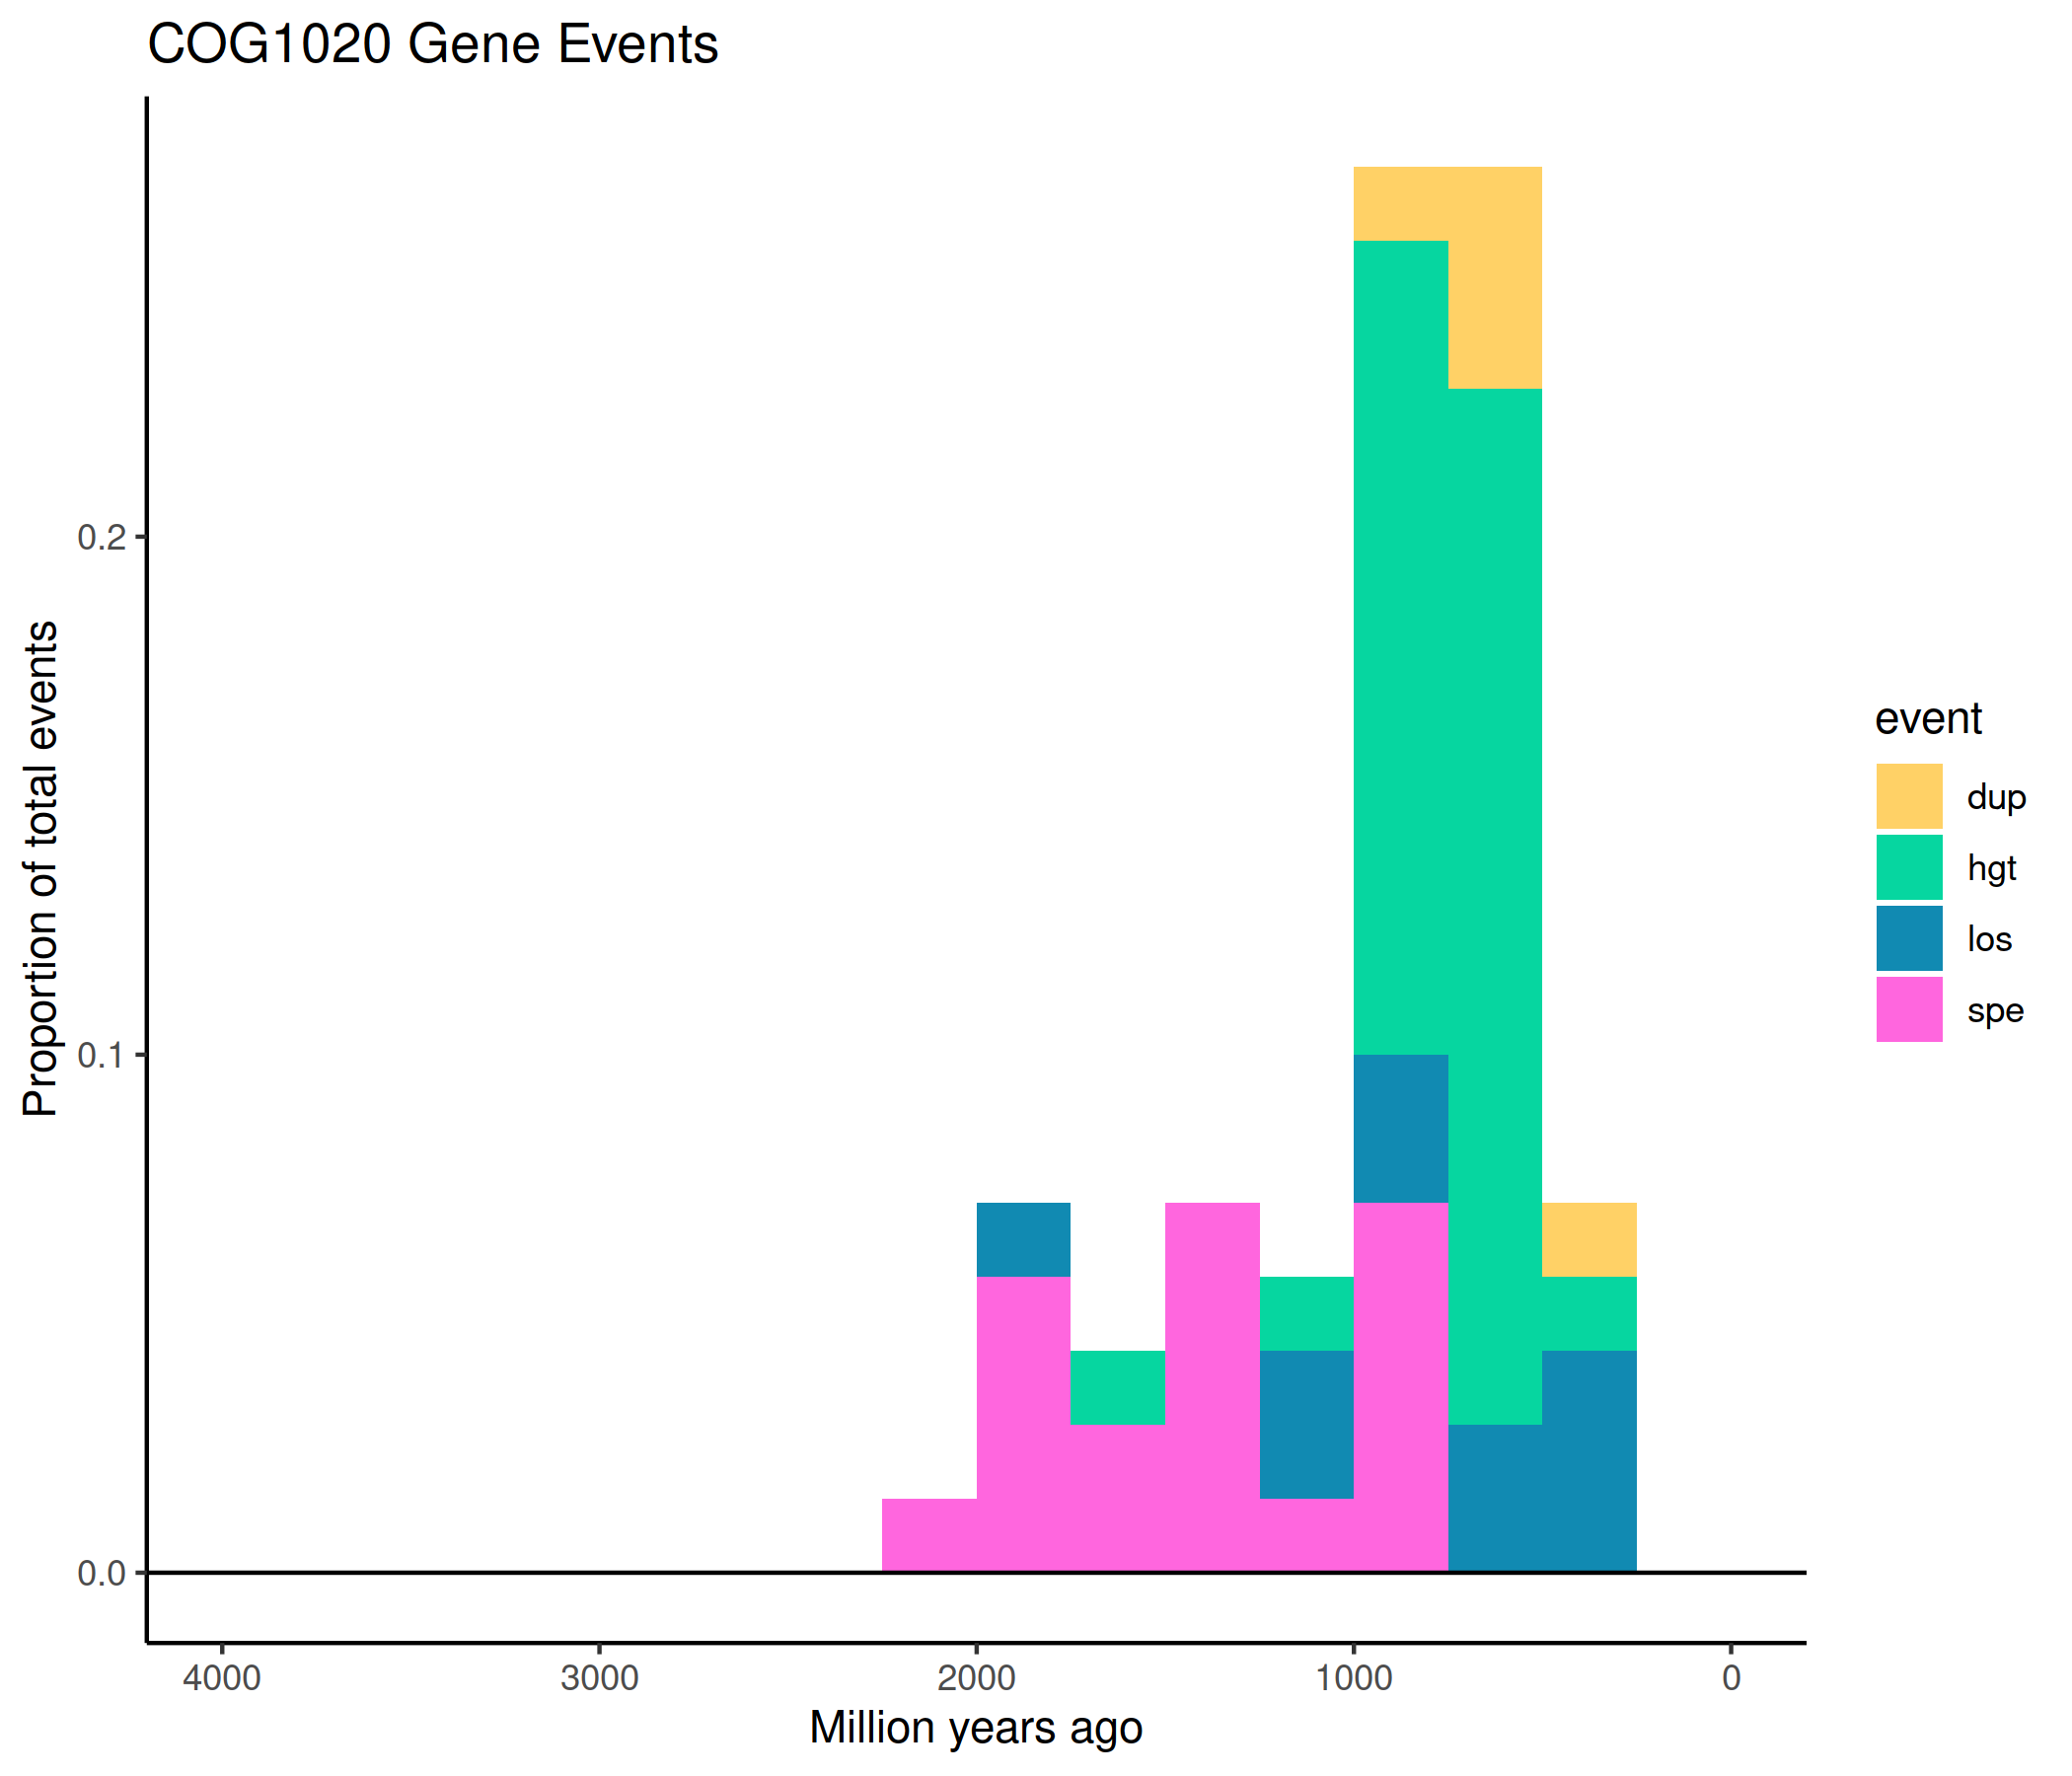 COG1020 Gene Events
Proportion of total events
0.2
0.1
0.0
4000 3000 2000 1000 0
Million years ago
event
dup
hgt
los
spe